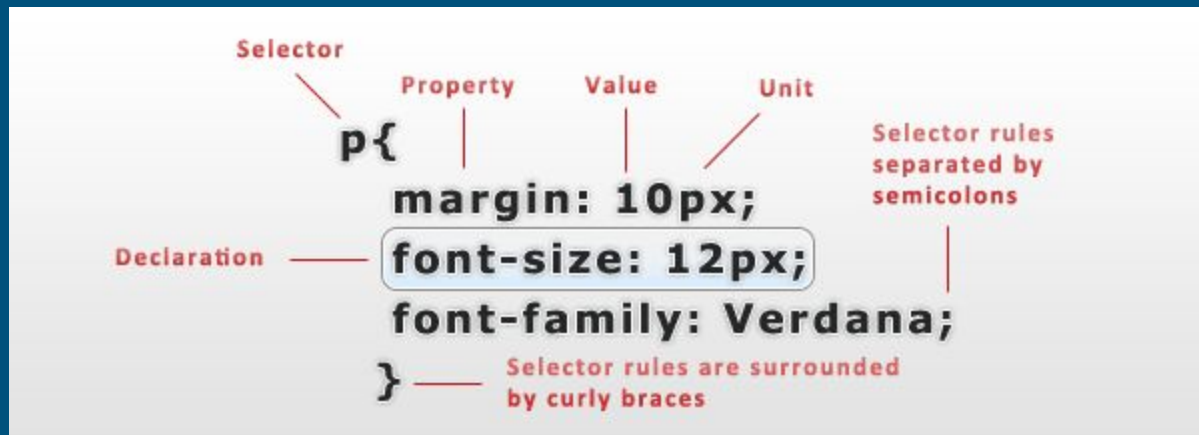 Selector
Property Value Unit
p{
Selector rules
separated by
semicolons
margin: 10px;
Declaration
font-size: 12px;
font-family: Verdana;
}
Selector rules are surrounded
by curly braces